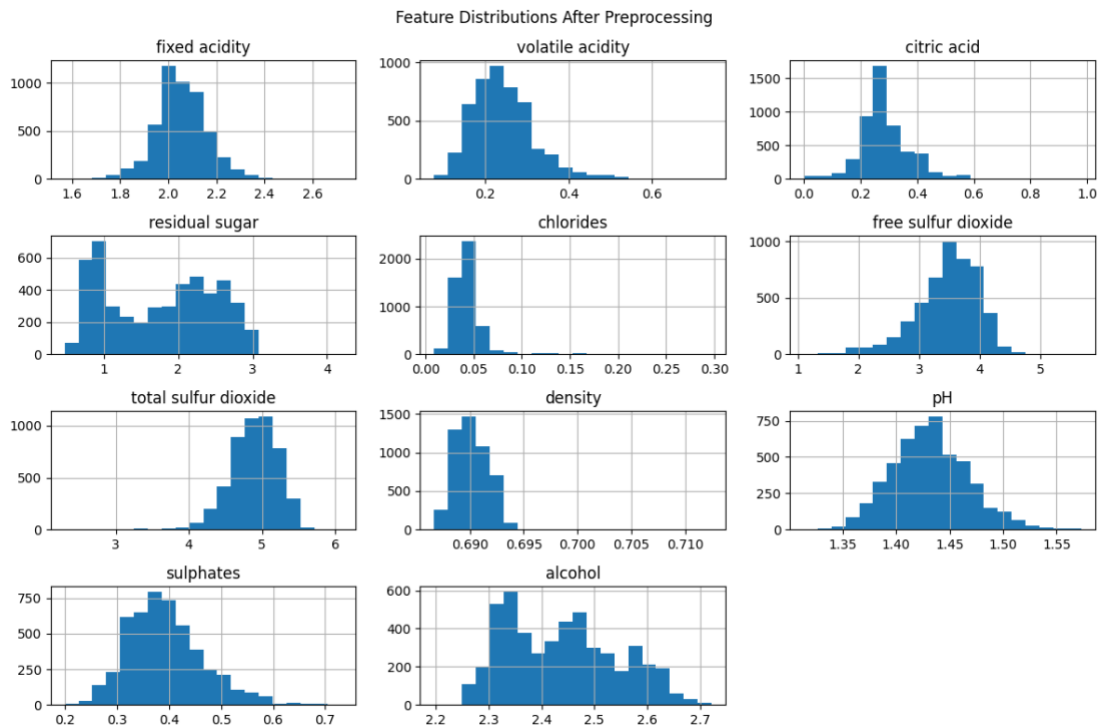 Feature Distributions After Preprocessing
fixed acidity
1000
500
0
1.6 1.8 2.0 2.2 2.4 2.6
volatile acidity
1000
500
0
0.2 0.4 0.6
citric acid
1500
1000
500
0
0.0 0.2 0.4 0.6 0.8 1.0
residual sugar
600
400
200
0
1 2 3 4
chlorides
2000
1000
0
0.00 0.05 0.10 0.15 0.20 0.25 0.30
free sulfur dioxide
1000
500
0
1 2 3 4 5
total sulfur dioxide
1000
500
0
3 4 5 6
density
1500
1000
500
0
0.690 0.695 0.700 0.705 0.710
pH
750
500
250
0
1.35 1.40 1.45 1.50 1.55
sulphates
750
500
250
0
0.2 0.3 0.4 0.5 0.6 0.7
alcohol
600
400
200
0
2.2 2.3 2.4 2.5 2.6 2.7